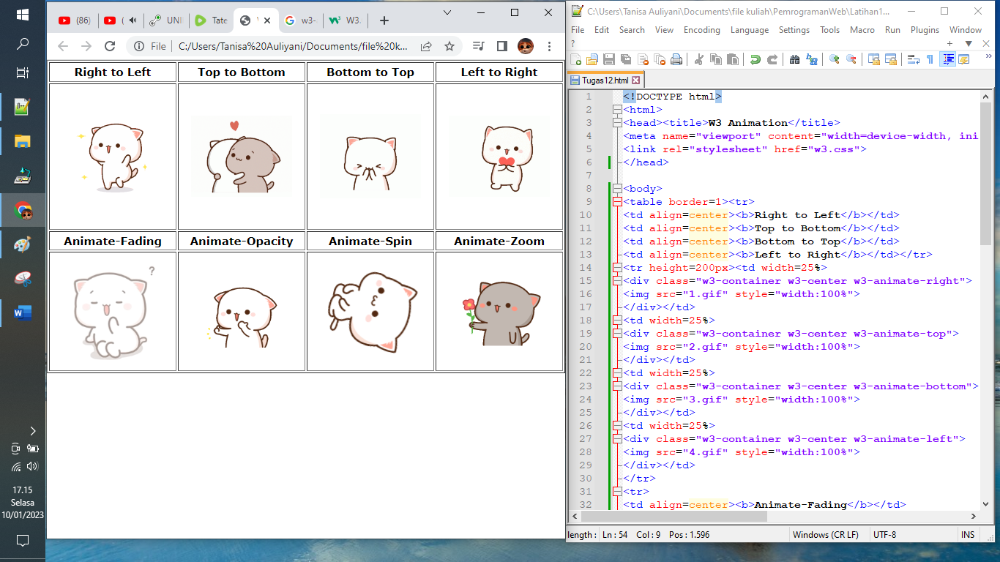 (86)
(
UNI
Tate
W
w3-
W3.
File
C:/Users/Tanisa%20Auliyani/Documents/file%20k...
Right to Left
Top to Bottom
Bottom to Top
Left to Right
?
Animate-Fading
Animate-Opacity
Animate-Spin
Animate-Zoom
17.15
Selasa
10/01/2023
C:\Users\Tanisa Auliyani\Documents\file kuliah\PemrogramanWeb\Latihan1...
File Edit Search View Encoding Language Settings Tools Macro Run Plugins Window
?
Tugas12.html
1 <!DOCTYPE html>
2 <html>
3 <head><title>W3 Animation</title>
4 <meta name="viewport" content="width=device-width, ini
5 <link rel="stylesheet" href="w3.css">
6 </head>
7
8 <body>
9 <table border=1><tr>
10 <td align=center><b>Right to Left</b></td>
11 <td align=center><b>Top to Bottom</b></td>
12 <td align=center><b>Bottom to Top</b></td>
13 <td align=center><b>Left to Right</b></td></tr>
14 <tr height=200px><td width=25%>
15 <div class="w3-container w3-center w3-animate-right">
16 <img src="1.gif" style="width:100%">
17 </div></td>
18 <td width=25%>
19 <div class="w3-container w3-center w3-animate-top">
20 <img src="2.gif" style="width:100%">
21 </div></td>
22 <td width=25%>
23 <div class="w3-container w3-center w3-animate-bottom">
24 <img src="3.gif" style="width:100%">
25 </div></td>
26 <td width=25%>
27 <div class="w3-container w3-center w3-animate-left">
28 <img src="4.gif" style="width:100%">
29 </div></td>
30 </tr>
31 <tr>
32 <td align=center><b>Animate-Fading</b></td>
length : Ln : 54 Col : 9 Pos : 1.596 Windows (CR LF) UTF-8 INS